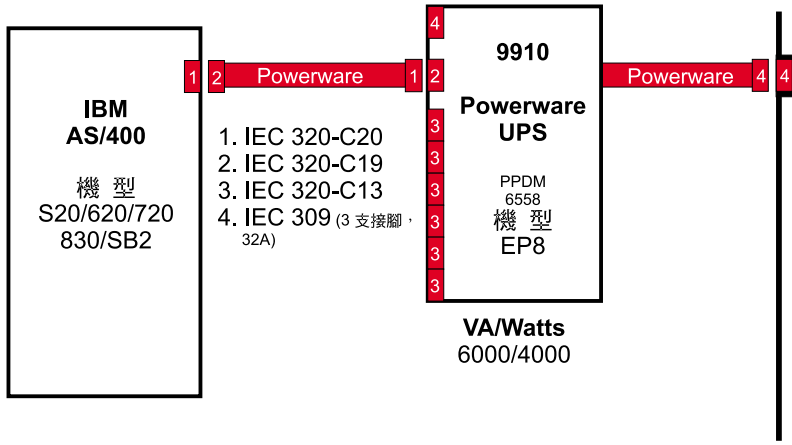 IBM
AS/400
機 型
S20/620/720
830/SB2
1
2
Powerware
1
1. IEC 320-C20
2. IEC 320-C19
3. IEC 320-C13
4. IEC 309 (3 支接腳，
32A)
4
2
3
3
3
3
3
3
9910
Powerware
UPS
PPDM
6558
機 型
EP8
VA/Watts
6000/4000
Powerware
4
4